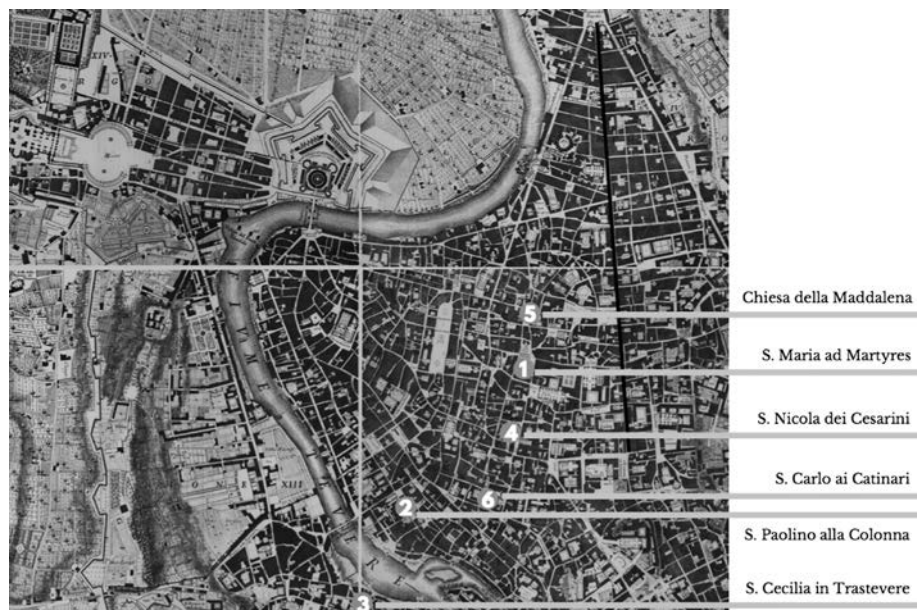 XIV
R G O
Chiesa della Maddalena
5
S. Maria ad Martyres
1
S. Nicola dei Cesarini
4
S. Carlo ai Catinari
6
2
S. Paolino alla Colonna
XIII
S. Cecilia in Trastevere
3